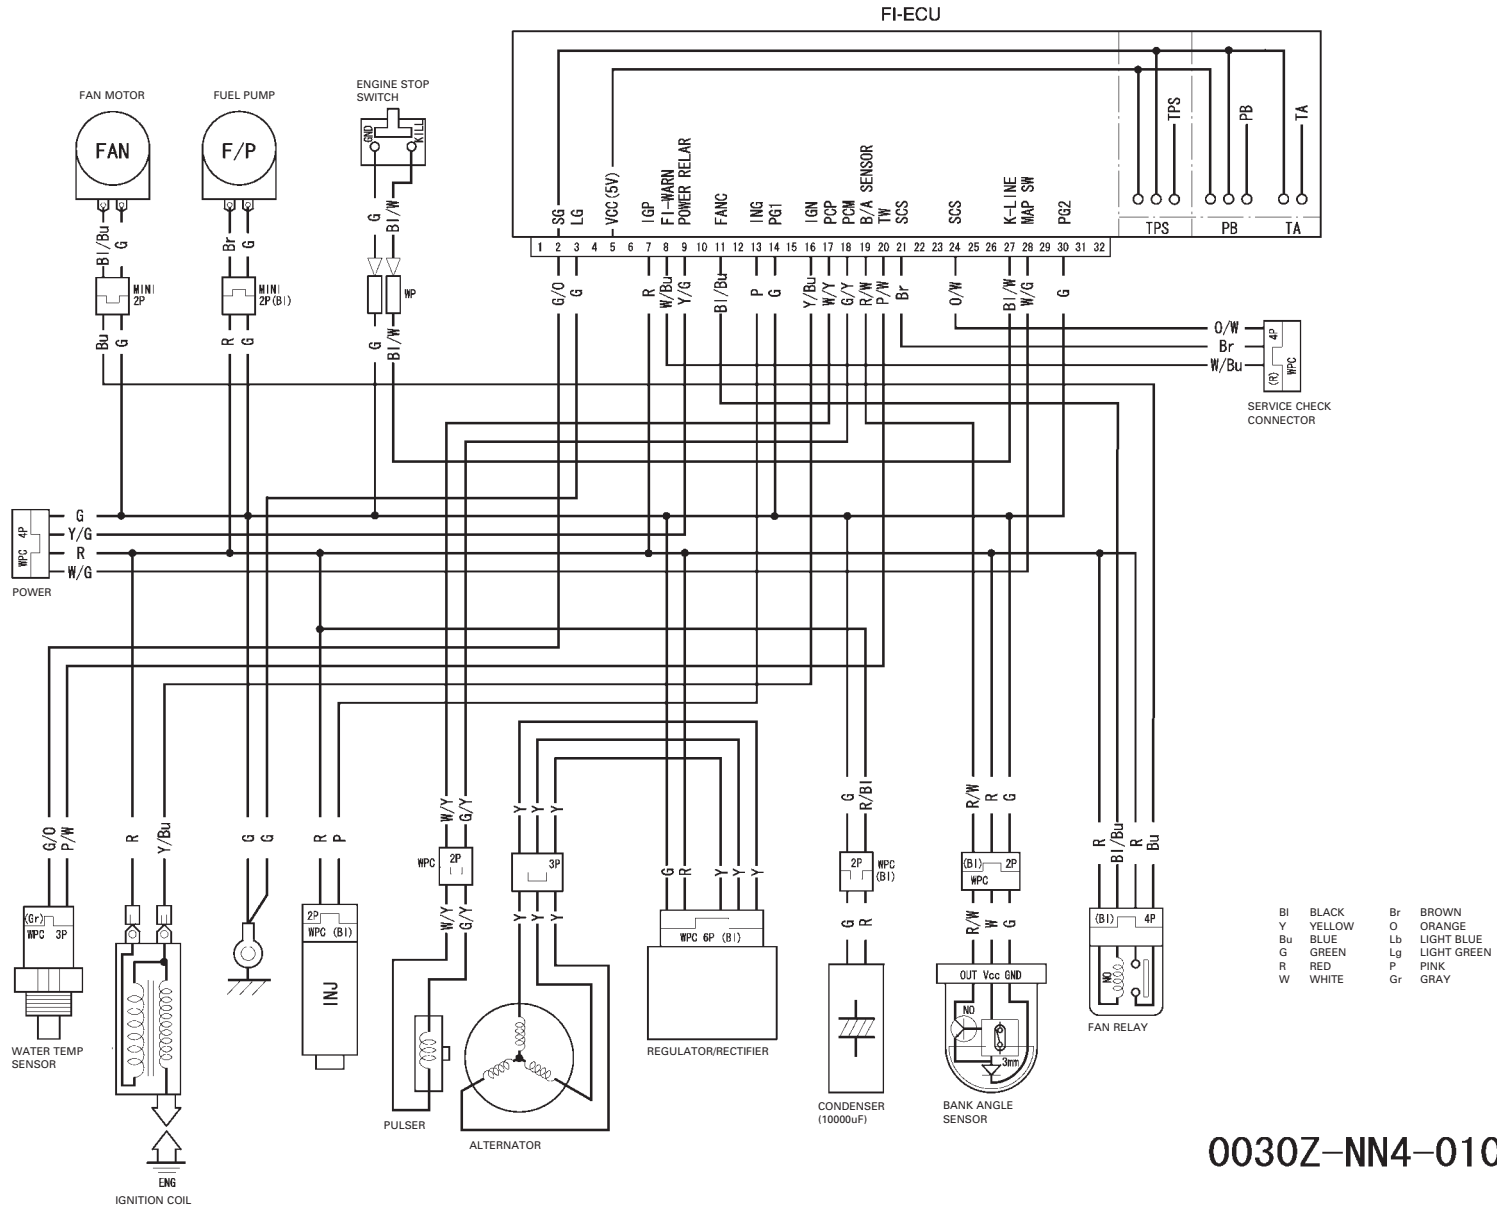 FI-ECU
FAN MOTOR
FUEL PUMP
ENGINE STOP
SWITCH
FAN
F/P
GND
KILL
SG
LG
VCC(5V)
IGP
FI-WARN
POWER RELAR
FANC
ING
PG1
IGN
PCP
PCM
B/A SENSOR
TW
SCS
SCS
K-LINE
MAP SW
PG2
TPS
PB
TA
TPS
PB
TA
1 2 3 4 5 6 7 8 9 10 11 12 13 14 15 16 17 18 19 20 21 22 23 24 25 26 27 28 29 30 31 32
Bl/Bu
G
Br
G
G
Bl/W
G/O
G
R
W/Bu
Y/G
Bl/Bu
P
G
Y/Bu
W/Y
G/Y
R/W
P/W
Br
O/W
Bl/W
W/G
G
MINI
2P
MINI
2P(Bl)
WP
Bu
G
R
G
G
Bl/W
O/W
Br
W/Bu
4P
(R)
WPC
SERVICE CHECK
CONNECTOR
4P
WPC
G
Y/G
R
W/G
POWER
G/O
P/W
R
Y/Bu
G
G
R
P
W/Y
G/Y
Y
Y
Y
G
R
Y
Y
Y
G
R/Bl
R/W
R
G
R
Bl/Bu
R
Bu
WPC
2P
3P
2P
WPC
(Bl)
(Bl)
2P
WPC
W/Y
G/Y
Y
Y
Y
G
R
R/W
W
G
(Gr)
WPC 3P
2P
WPC (Bl)
WPC 6P (Bl)
(Bl)
4P
INJ
OUT Vcc GND
NO
3mm
NO
FAN RELAY
WATER TEMP
SENSOR
REGULATOR/RECTIFIER
CONDENSER
(10000uF)
BANK ANGLE
SENSOR
PULSER
ALTERNATOR
ENG
IGNITION COIL
Bl BLACK Br BROWN
Y YELLOW O ORANGE
Bu BLUE Lb LIGHT BLUE
G GREEN Lg LIGHT GREEN
R RED P PINK
W WHITE Gr GRAY
0030Z-NN4-010